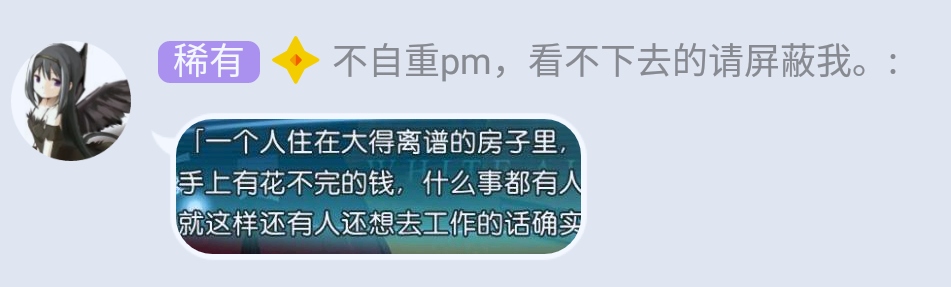 稀有 不自重pm，看不下去的请屏蔽我。:
「一个人住在大得离谱的房子里，
手上有花不完的钱，什么事都有人
就这样还有人还想去工作的话确实